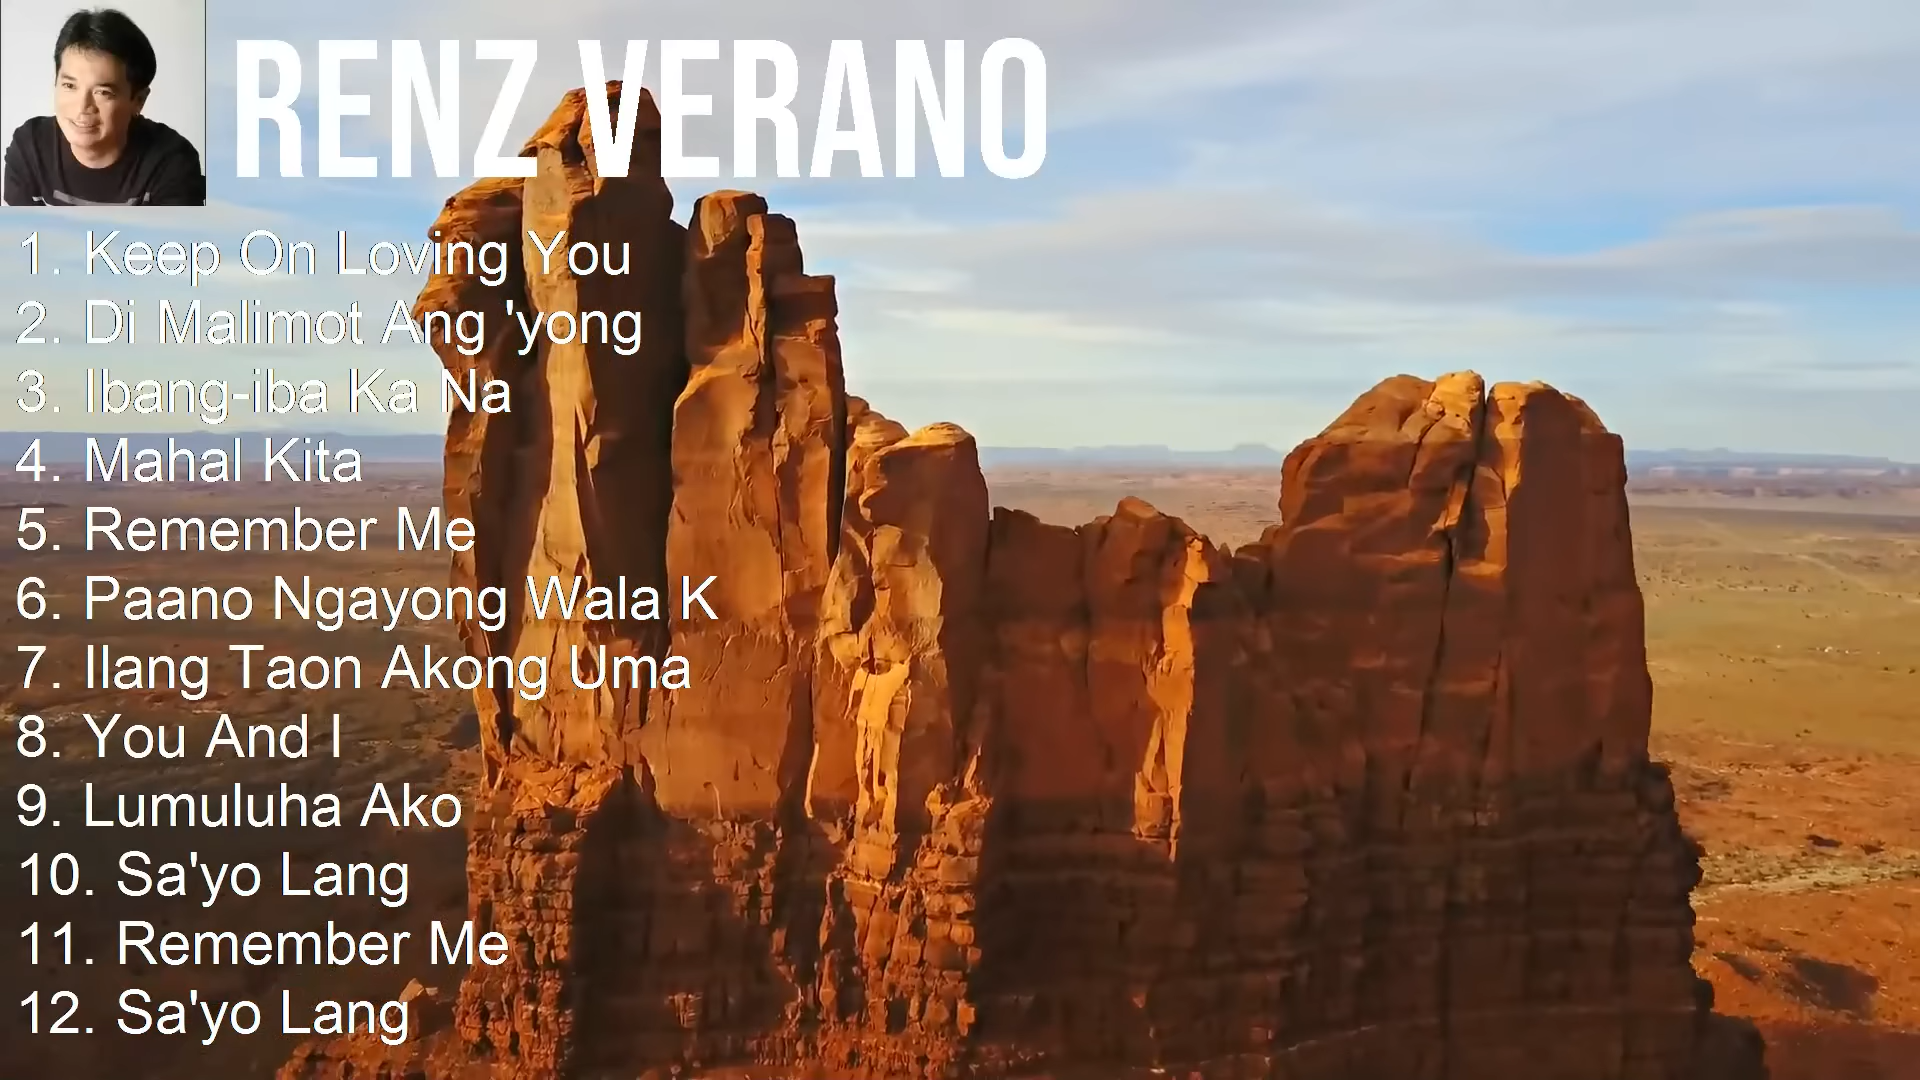 RENZ VERANO
1. Keep On Loving You
2. Di Malimot Ang 'yong
3. Ibang-iba Ka Na
4. Mahal Kita
5. Remember Me
6. Paano Ngayong Wala K
7. Ilang Taon Akong Uma
8. You And I
9. Lumuluha Ako
10. Sa'yo Lang
11. Remember Me
12. Sa'yo Lang